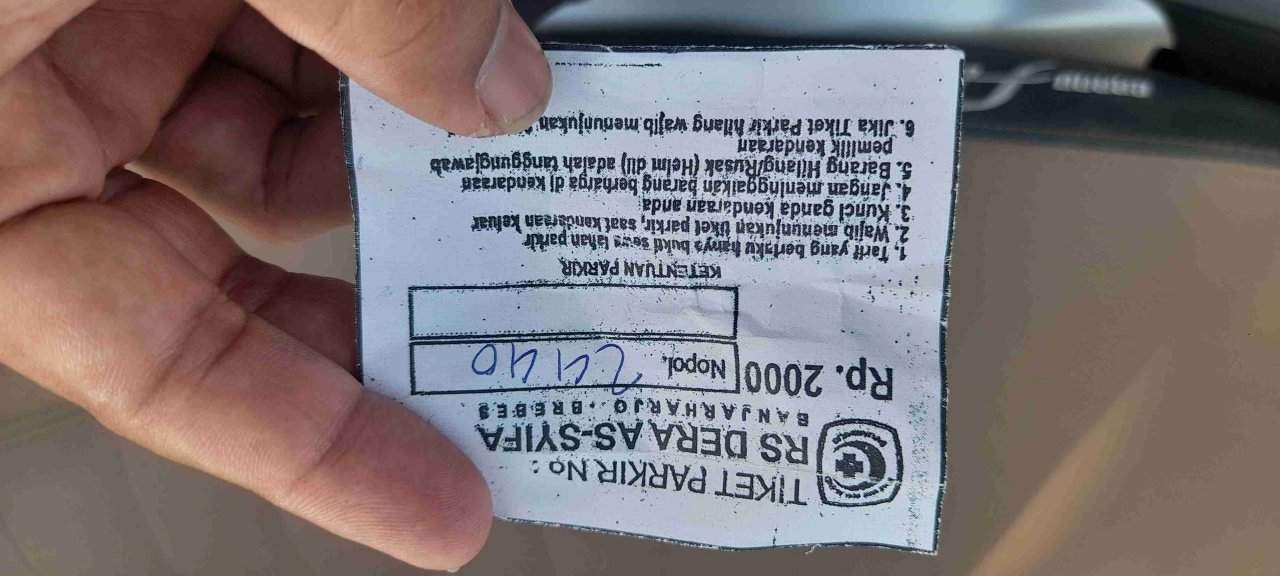 TIKET PARKIR No :
RS DERA AS-SYIFA
BANJARHARJO - BREBES
Rp. 2000
Nopol. 2440
KETENTUAN PARKIR
1. Tarif yang berlaku hanya bukti sewa lahan parkir
2. Wajib menunjukan tiket parkir, saat kendaraan keluar
3. Kunci ganda kendaraan anda
4. Jangan meninggalkan barang berharga di kendaraan
5. Barang Hilang/Rusak (Helm dll) adalah tanggungjawab
pemilik kendaraan
6. Jika Tiket Parkir hilang wajib menunjukan